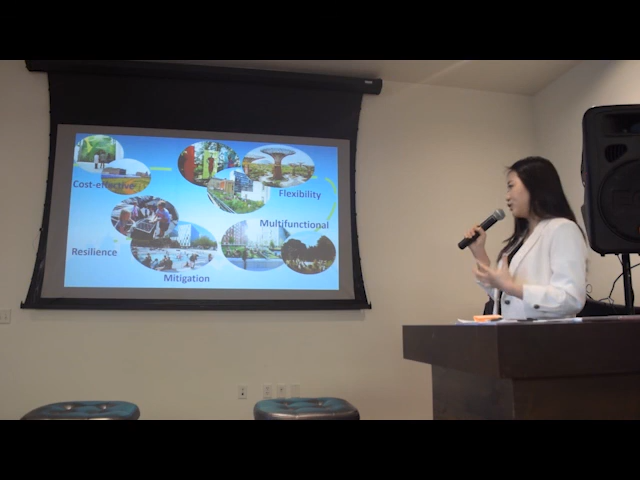 Cost-effective
Flexibility
Multifunctional
Resilience
Mitigation